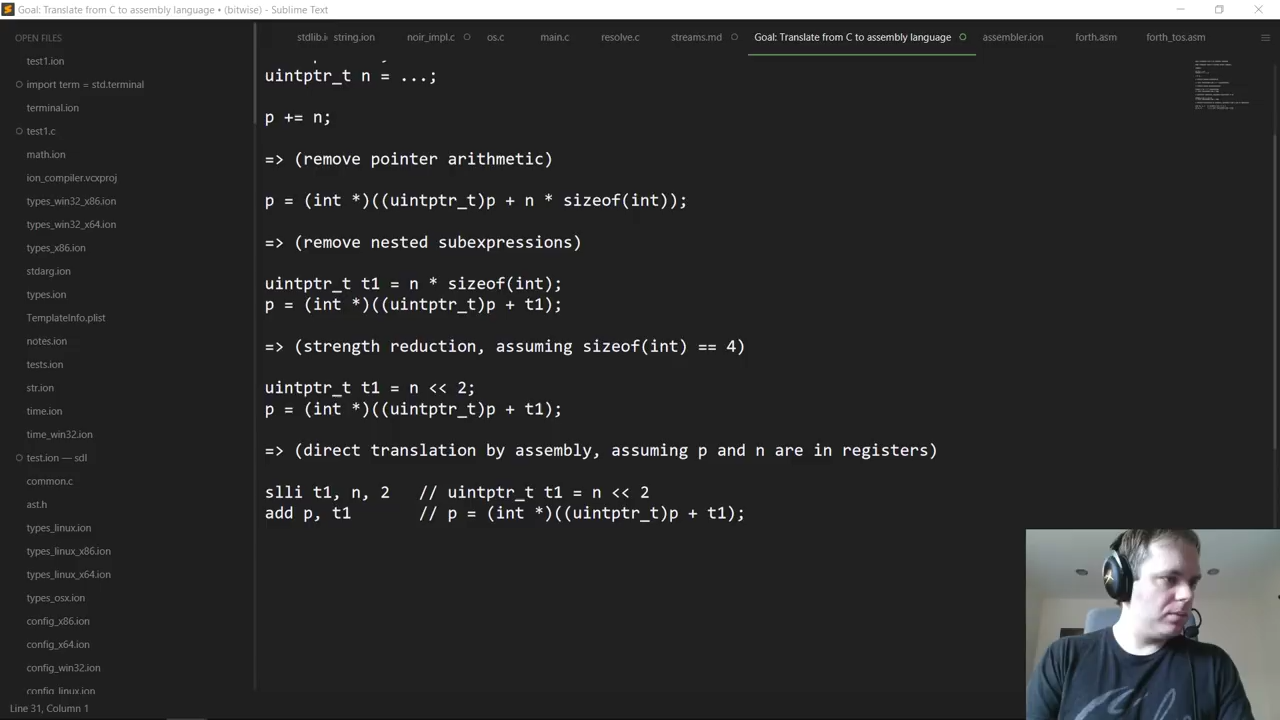 Goal: Translate from C to assembly language • (bitwise) - Sublime Text
OPEN FILES
stdlib.i string.ion noir_impl.c os.c main.c resolve.c streams.md Goal: Translate from C to assembly language assembler.ion forth.asm forth_tos.asm
test1.ion
import term = std.terminal
terminal.ion
test1.c
math.ion
ion_compiler.vcxproj
types_win32_x86.ion
types_win32_x64.ion
types_x86.ion
stdarg.ion
types.ion
TemplateInfo.plist
notes.ion
tests.ion
str.ion
time.ion
time_win32.ion
test.ion — sdl
common.c
ast.h
types_linux.ion
types_linux_x86.ion
types_linux_x64.ion
types_osx.ion
config_x86.ion
config_x64.ion
config_win32.ion
config_linux.ion
uintptr_t n = ...;
p += n;
=> (remove pointer arithmetic)
p = (int *)((uintptr_t)p + n * sizeof(int));
=> (remove nested subexpressions)
uintptr_t t1 = n * sizeof(int);
p = (int *)((uintptr_t)p + t1);
=> (strength reduction, assuming sizeof(int) == 4)
uintptr_t t1 = n << 2;
p = (int *)((uintptr_t)p + t1);
=> (direct translation by assembly, assuming p and n are in registers)
slli t1, n, 2 // uintptr_t t1 = n << 2
add p, t1 // p = (int *)((uintptr_t)p + t1);
Line 31, Column 1